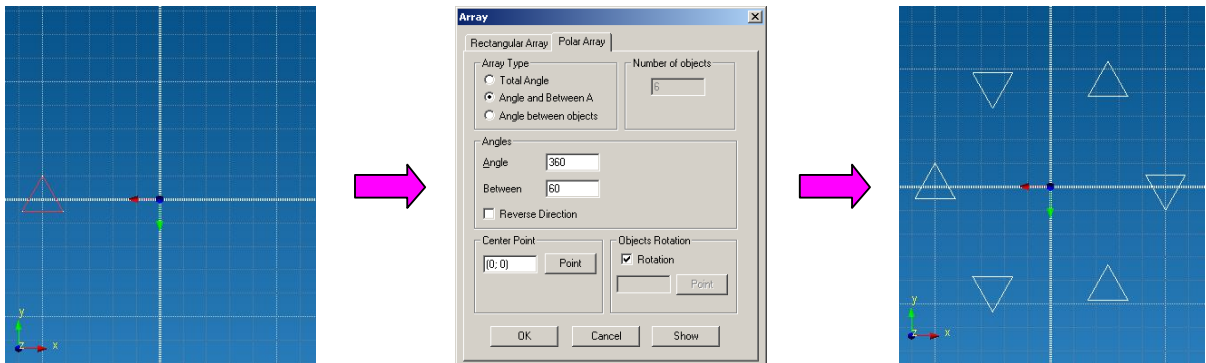 y
z x
Array
Rectangular Array Polar Array
Array Type
Total Angle
Angle and Between A
Angle between objects
Number of objects
6
Angles
Angle 360
Between 60
Reverse Direction
Center Point
(0; 0) Point
Objects Rotation
Rotation
Point
OK Cancel Show
y
z x